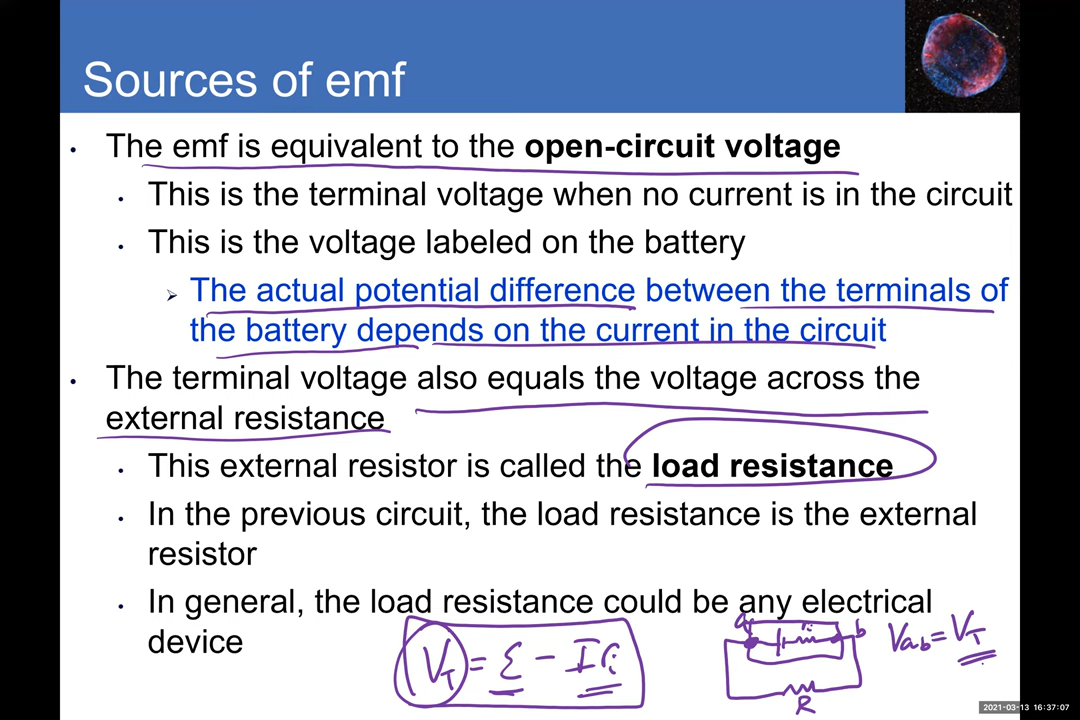 Sources of emf
• The emf is equivalent to the open-circuit voltage
• This is the terminal voltage when no current is in the circuit
• This is the voltage labeled on the battery
➢ The actual potential difference between the terminals of
the battery depends on the current in the circuit
• The terminal voltage also equals the voltage across the
external resistance
• This external resistor is called the load resistance
• In the previous circuit, the load resistance is the external
resistor
• In general, the load resistance could be any electrical
device
V_T = ε - I r_i
a b
R
V_ab = V_T
2021-03-13 16:37:07